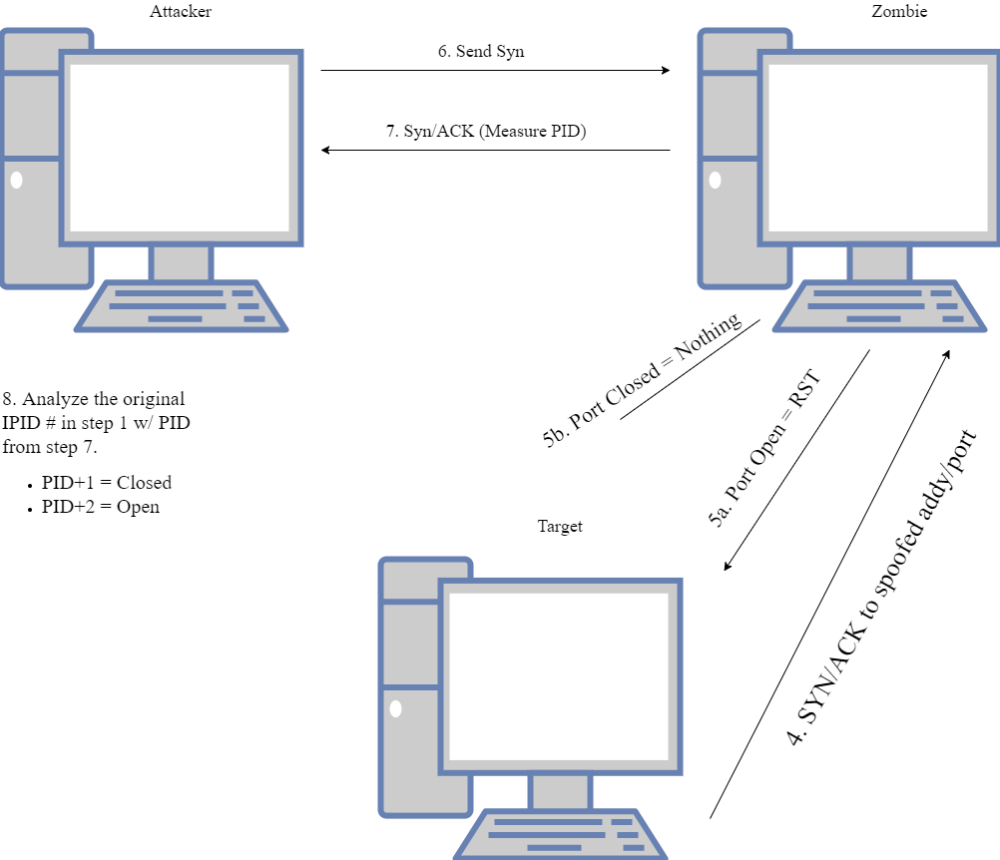 Attacker
Zombie
6. Send Syn
7. Syn/ACK (Measure PID)
5b. Port Closed = Nothing
5a. Port Open = RST
4. SYN/ACK to spoofed addy/port
8. Analyze the original
IPID # in step 1 w/ PID
from step 7.
• PID+1 = Closed
• PID+2 = Open
Target